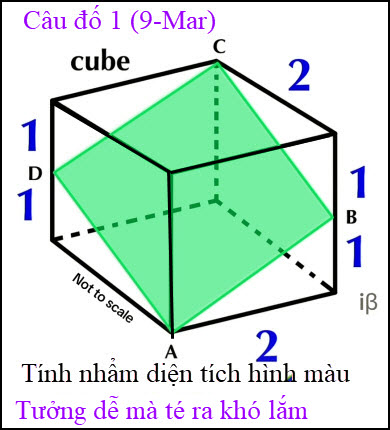 Câu đố 1 (9-Mar)
C
cube
2
1
D
1
1
B
1
Not to scale
iβ
A
2
Tính nhẩm diện tích hình màu
Tưởng dễ mà té ra khó lắm